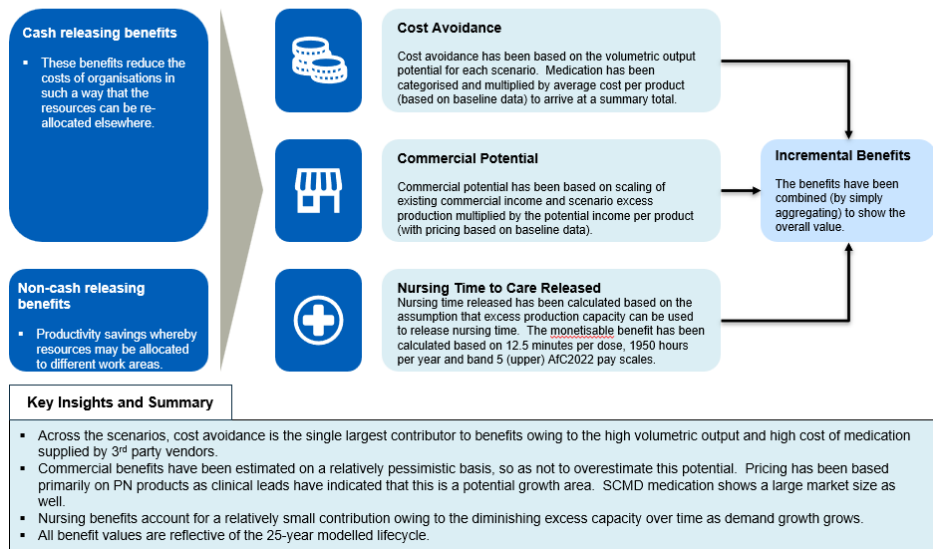 Cash releasing benefits
▪ These benefits reduce the
costs of organisations in
such a way that the
resources can be re-
allocated elsewhere.
Non-cash releasing
benefits
▪ Productivity savings whereby
resources may be allocated
to different work areas.
Cost Avoidance
Cost avoidance has been based on the volumetric output
potential for each scenario.  Medication has been
categorised and multiplied by average cost per product
(based on baseline data) to arrive at a summary total.
Commercial Potential
Commercial potential has been based on scaling of
existing commercial income and scenario excess
production multiplied by the potential income per product
(with pricing based on baseline data).
Nursing Time to Care Released
Nursing time released has been calculated based on the
assumption that excess production capacity can be used
to release nursing time.  The monetisable benefit has been
calculated based on 12.5 minutes per dose, 1950 hours
per year and band 5 (upper) AfC2022 pay scales.
Incremental Benefits
The benefits have been
combined (by simply
aggregating) to show the
overall value.
Key Insights and Summary
▪ Across the scenarios, cost avoidance is the single largest contributor to benefits owing to the high volumetric output and high cost of medication
supplied by 3rd party vendors.
▪ Commercial benefits have been estimated on a relatively pessimistic basis, so as not to overestimate this potential.  Pricing has been based
primarily on PN products as clinical leads have indicated that this is a potential growth area.  SCMD medication shows a large market size as
well.
▪ Nursing benefits account for a relatively small contribution owing to the diminishing excess capacity over time as demand growth grows.
▪ All benefit values are reflective of the 25-year modelled lifecycle.